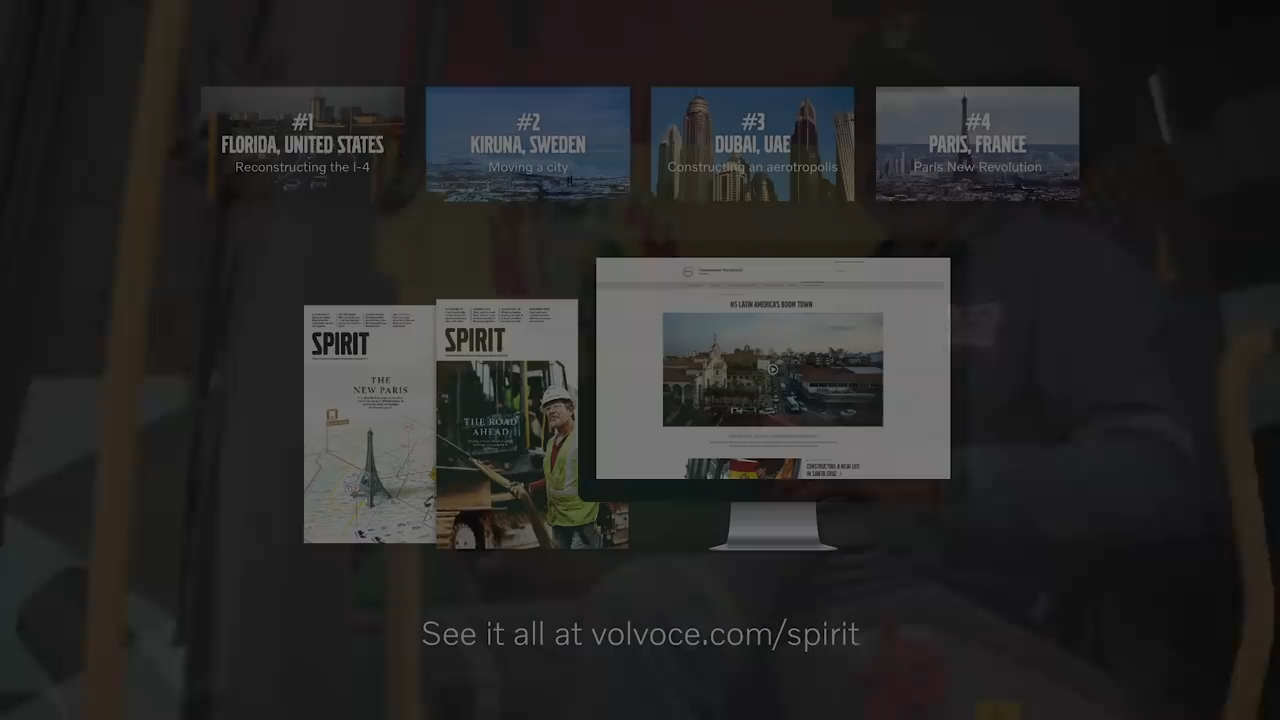 #1
FLORIDA, UNITED STATES
Reconstructing the I-4
#2
KIRUNA, SWEDEN
Moving a city
#3
DUBAI, UAE
Constructing an aerotropolis
#4
PARIS, FRANCE
Paris New Revolution
SPIRIT
THE
NEW PARIS
SPIRIT
THE ROAD
AHEAD
#5 LATIN AMERICA'S BOOM TOWN
CONSTRUCTING A NEW LIFE
IN SANTA CRUZ
See it all at volvoce.com/spirit